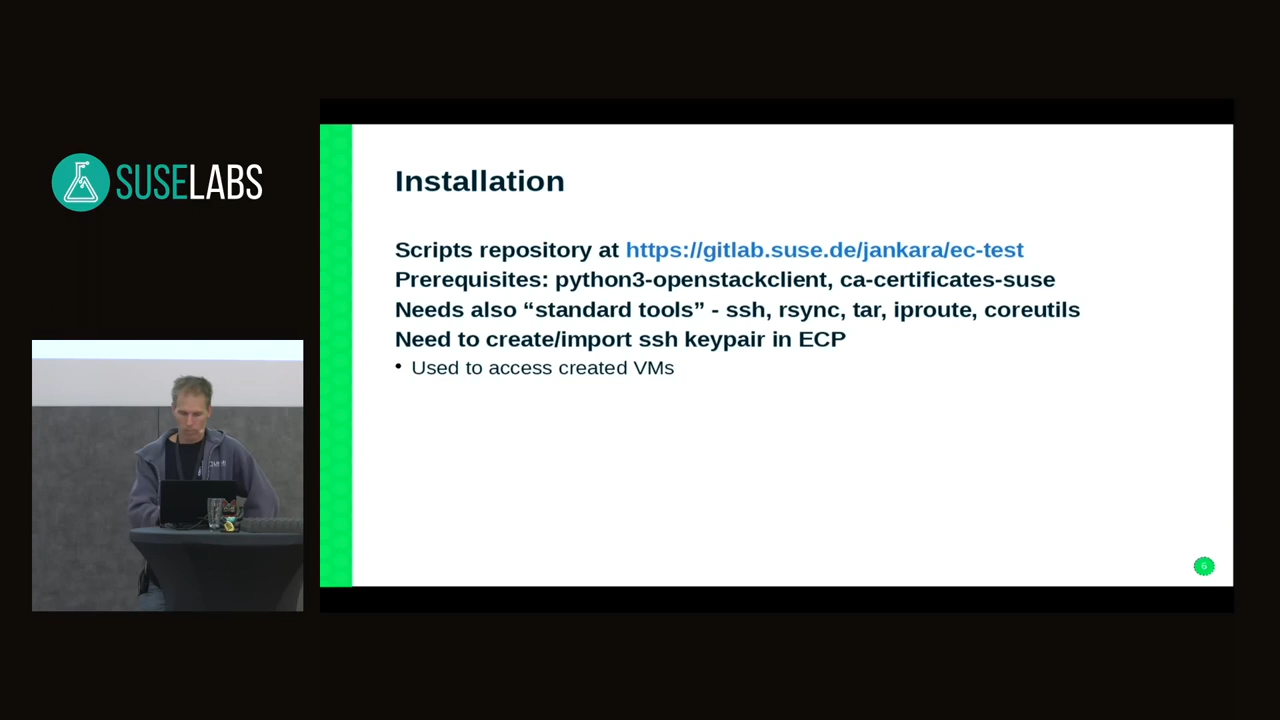 SUSELABS
Installation
Scripts repository at https://gitlab.suse.de/jankara/ec-test
Prerequisites: python3-openstackclient, ca-certificates-suse
Needs also “standard tools” - ssh, rsync, tar, iproute, coreutils
Need to create/import ssh keypair in ECP
• Used to access created VMs
6